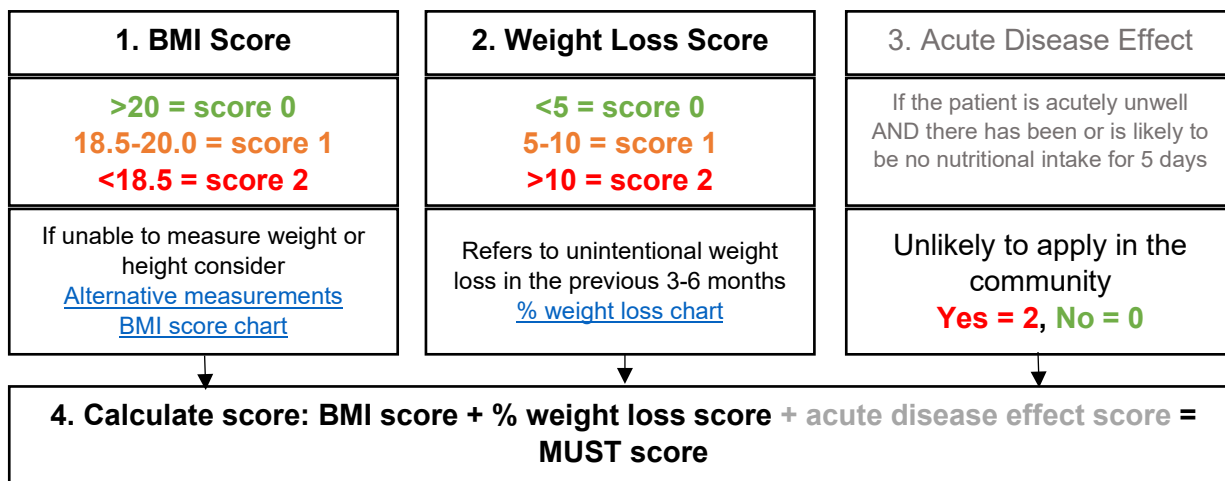 1. BMI Score
>20 = score 0
18.5-20.0 = score 1
<18.5 = score 2
If unable to measure weight or
height consider
Alternative measurements
BMI score chart
2. Weight Loss Score
<5 = score 0
5-10 = score 1
>10 = score 2
Refers to unintentional weight
loss in the previous 3-6 months
% weight loss chart
3. Acute Disease Effect
If the patient is acutely unwell
AND there has been or is likely to
be no nutritional intake for 5 days
Unlikely to apply in the
community
Yes = 2, No = 0
4. Calculate score: BMI score + % weight loss score + acute disease effect score =
MUST score